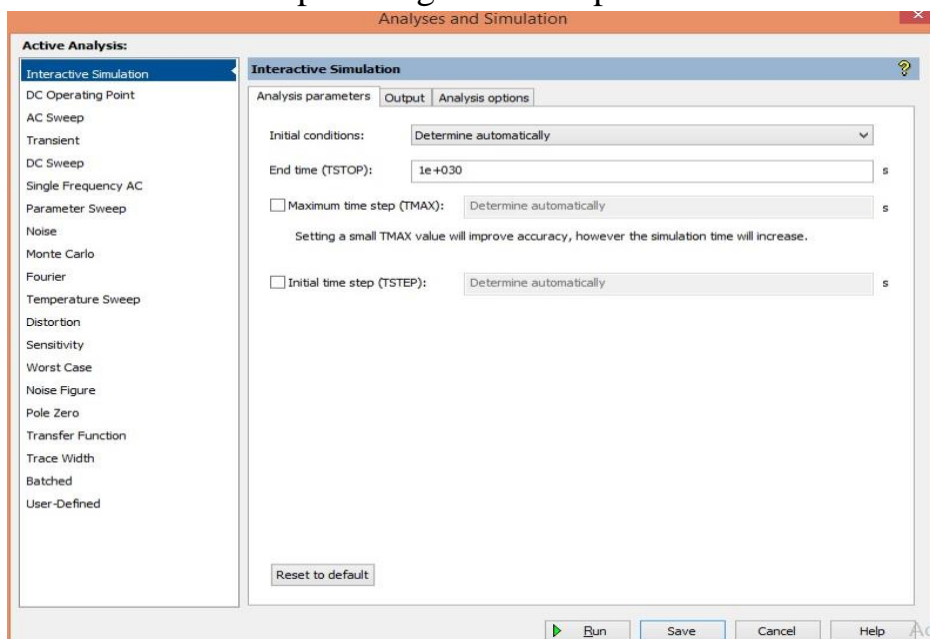 Analyses and Simulation
Active Analysis:
Interactive Simulation
DC Operating Point
AC Sweep
Transient
DC Sweep
Single Frequency AC
Parameter Sweep
Noise
Monte Carlo
Fourier
Temperature Sweep
Distortion
Sensitivity
Worst Case
Noise Figure
Pole Zero
Transfer Function
Trace Width
Batched
User-Defined
Interactive Simulation
Analysis parameters Output Analysis options
Initial conditions: Determine automatically
End time (TSTOP): 1e+030 s
Maximum time step (TMAX): Determine automatically s
Setting a small TMAX value will improve accuracy, however the simulation time will increase.
Initial time step (TSTEP): Determine automatically s
Reset to default
Run Save Cancel Help